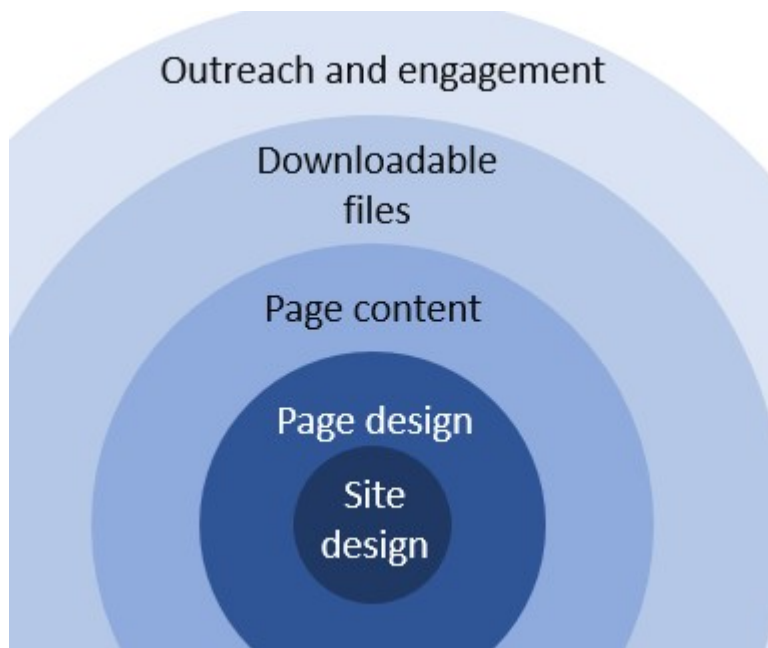 Outreach and engagement
Downloadable
files
Page content
Page design
Site
design